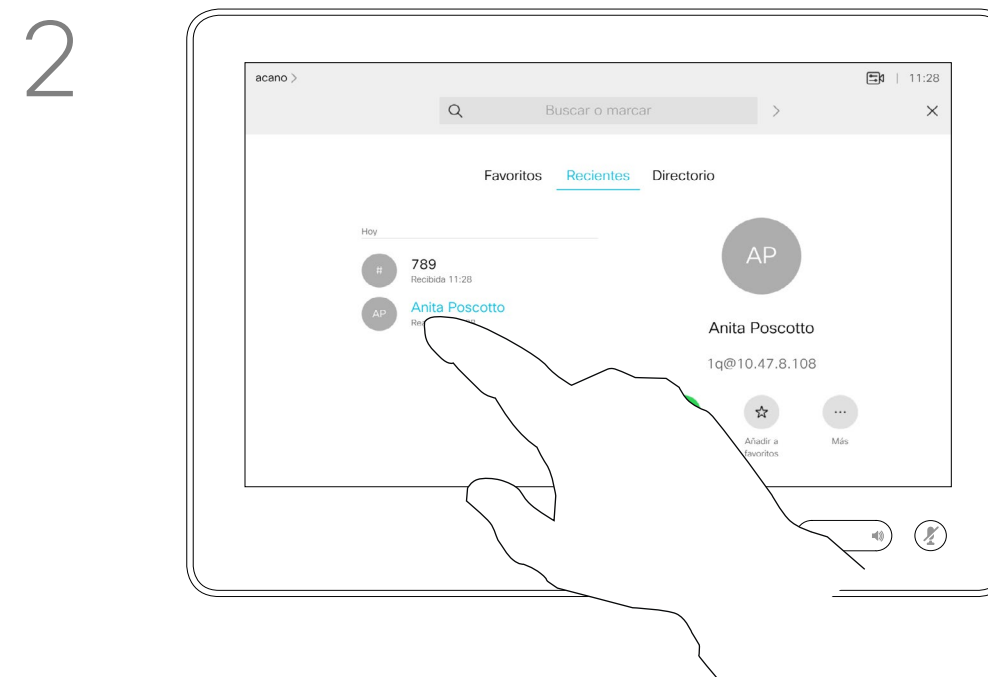 2
acano >
11:28
Buscar o marcar
Favoritos Recientes Directorio
Hoy
#
789
Recibida 11:28
AP
Anita Poscotto
AP
Anita Poscotto
1q@10.47.8.108
Añadir a
favoritos
Más